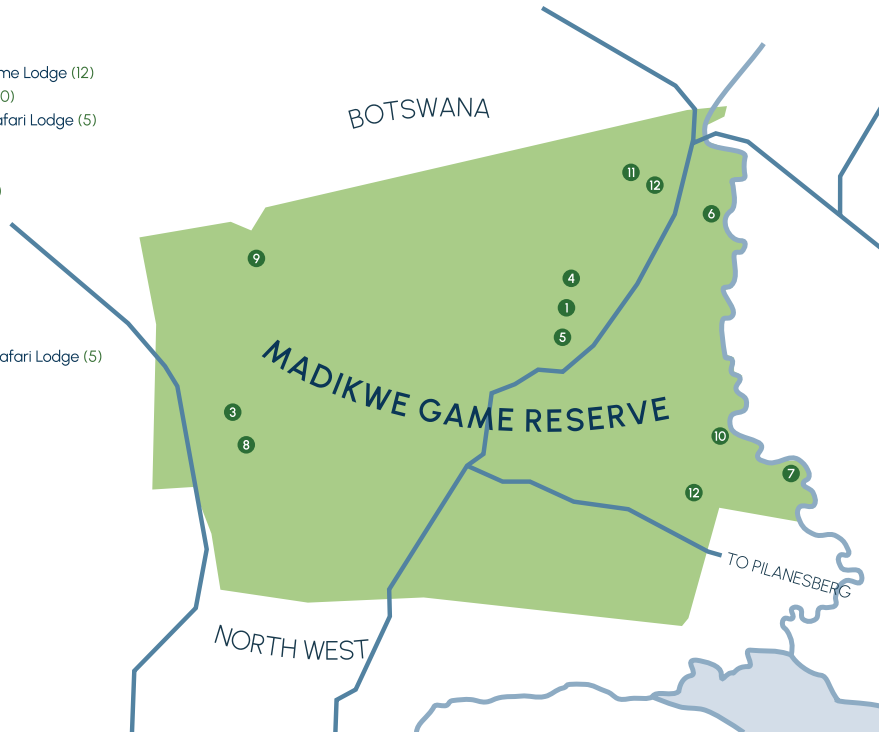 me Lodge (12)
0)
afari Lodge (5)
)
afari Lodge (5)
BOTSWANA
11
12
6
9
4
1
5
MADIKWE GAME RESERVE
3
8
10
7
12
TO PILANESBERG
NORTH WEST